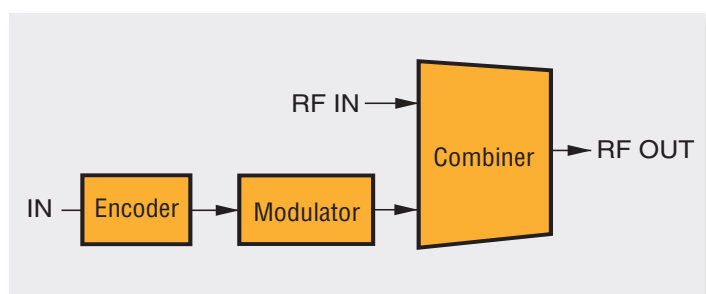 RF IN
Combiner
RF OUT
IN
Encoder
Modulator